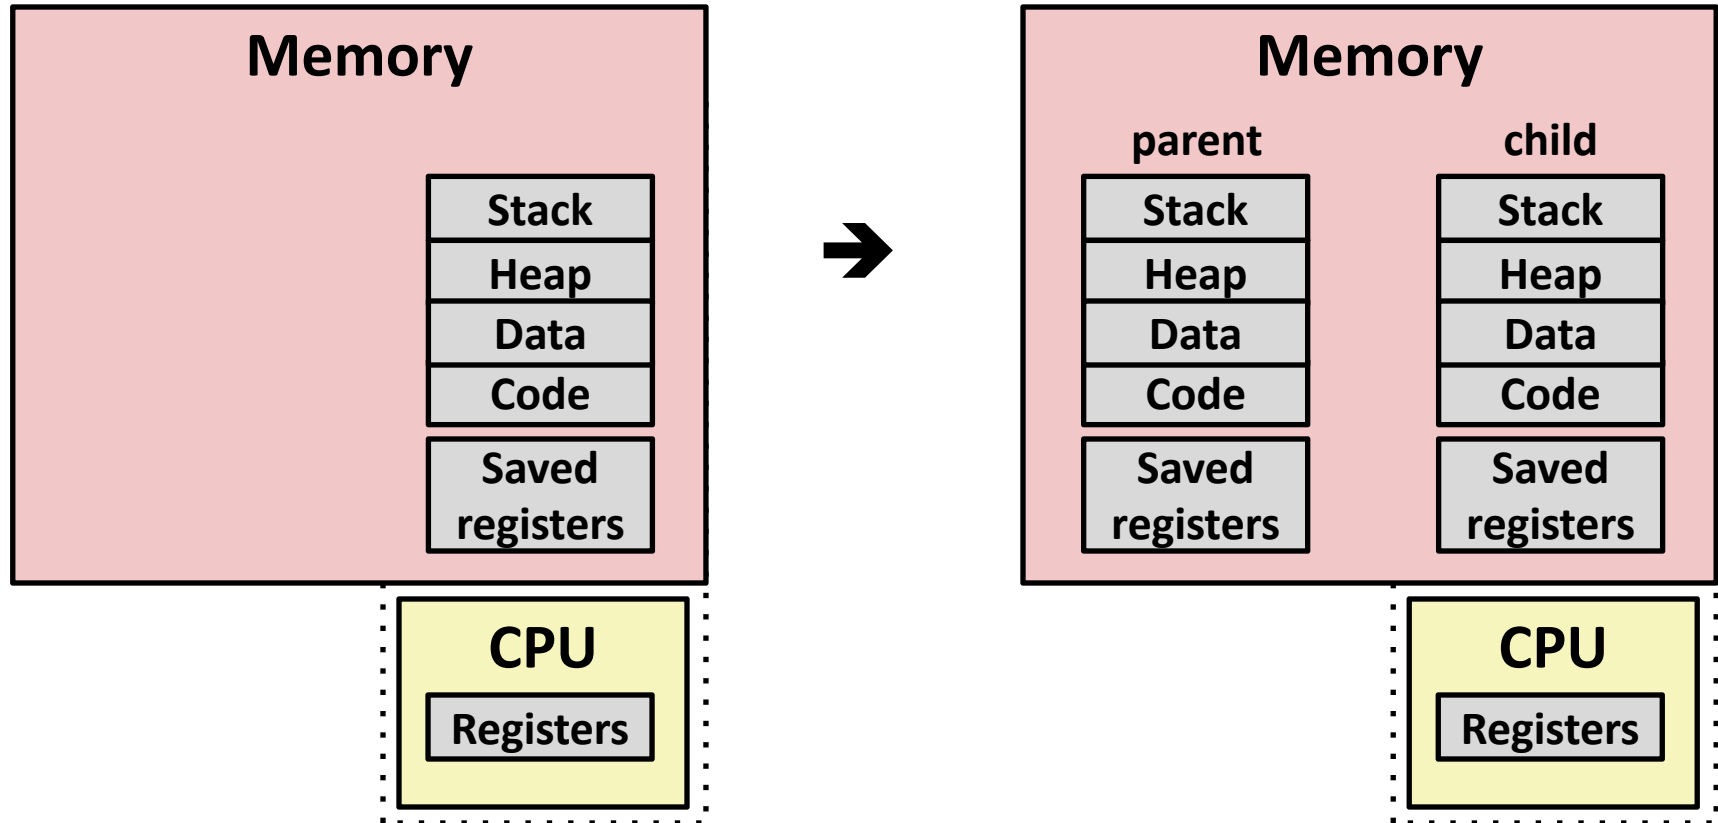 Memory
Stack
Heap
Data
Code
Saved
registers
CPU
Registers
Memory
parent
Stack
Heap
Data
Code
Saved
registers
child
Stack
Heap
Data
Code
Saved
registers
CPU
Registers